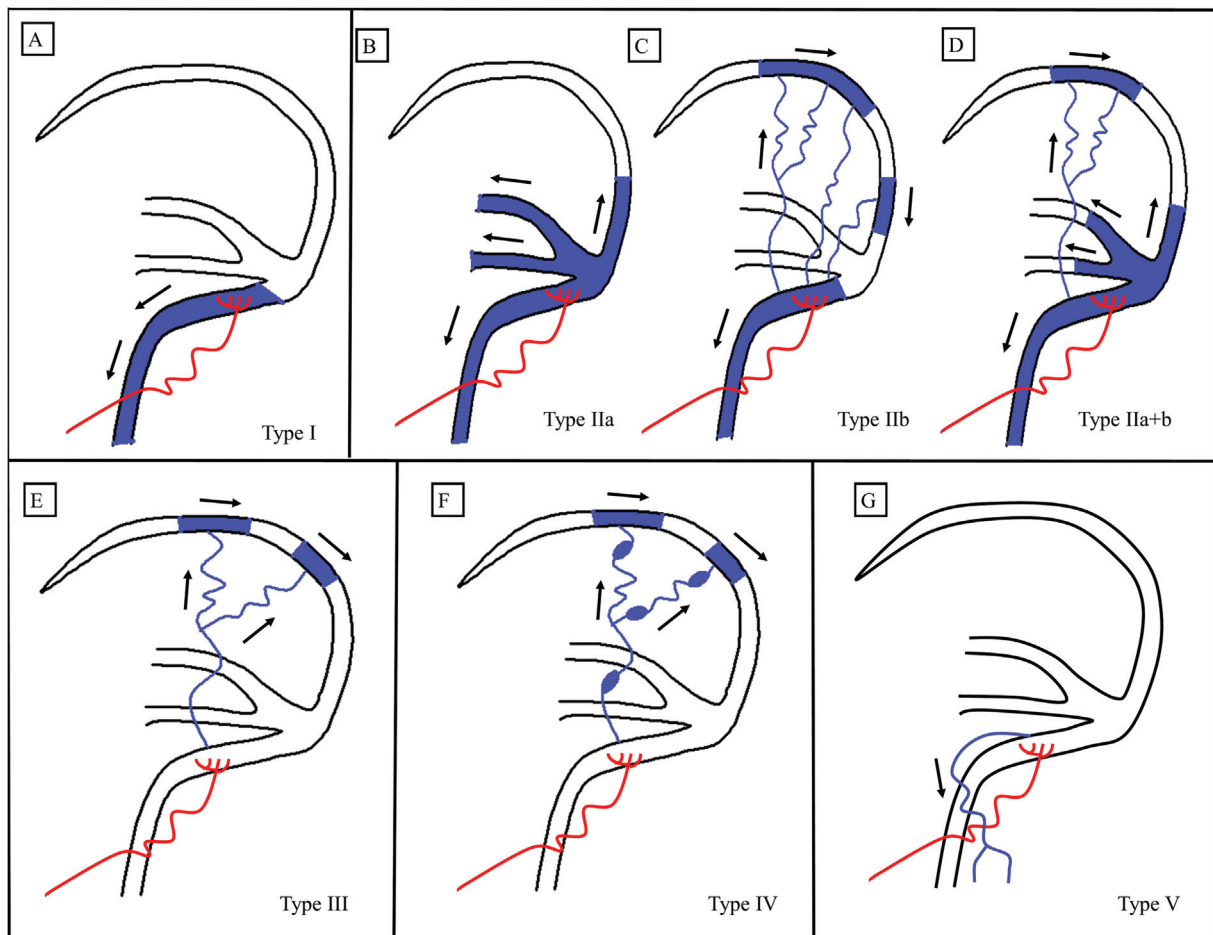 A
Type I
B
Type IIa
C
Type IIb
D
Type IIa+b
E
Type III
F
Type IV
G
Type V